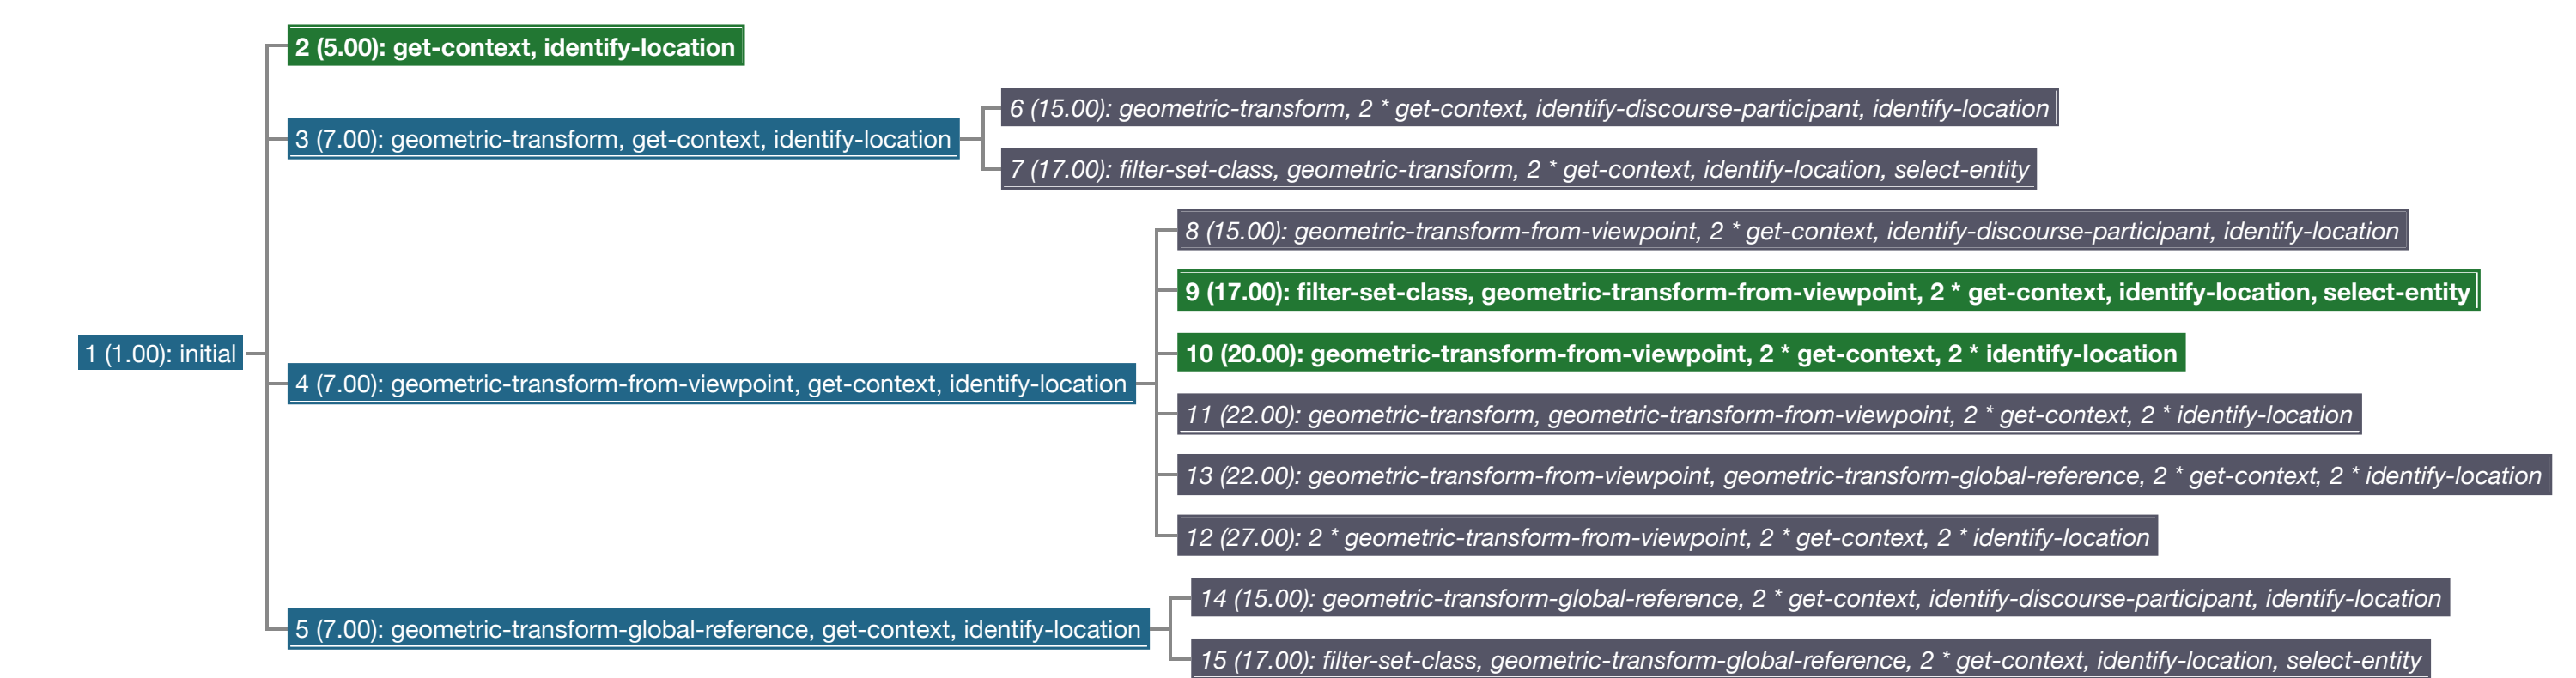 2 (5.00): get-context, identify-location
6 (15.00): geometric-transform, 2 * get-context, identify-discourse-participant, identify-location
3 (7.00): geometric-transform, get-context, identify-location
7 (17.00): filter-set-class, geometric-transform, 2 * get-context, identify-location, select-entity
8 (15.00): geometric-transform-from-viewpoint, 2 * get-context, identify-discourse-participant, identify-location
9 (17.00): filter-set-class, geometric-transform-from-viewpoint, 2 * get-context, identify-location, select-entity
1 (1.00): initial
10 (20.00): geometric-transform-from-viewpoint, 2 * get-context, 2 * identify-location
4 (7.00): geometric-transform-from-viewpoint, get-context, identify-location
11 (22.00): geometric-transform, geometric-transform-from-viewpoint, 2 * get-context, 2 * identify-location
13 (22.00): geometric-transform-from-viewpoint, geometric-transform-global-reference, 2 * get-context, 2 * identify-location
12 (27.00): 2 * geometric-transform-from-viewpoint, 2 * get-context, 2 * identify-location
14 (15.00): geometric-transform-global-reference, 2 * get-context, identify-discourse-participant, identify-location
5 (7.00): geometric-transform-global-reference, get-context, identify-location
15 (17.00): filter-set-class, geometric-transform-global-reference, 2 * get-context, identify-location, select-entity